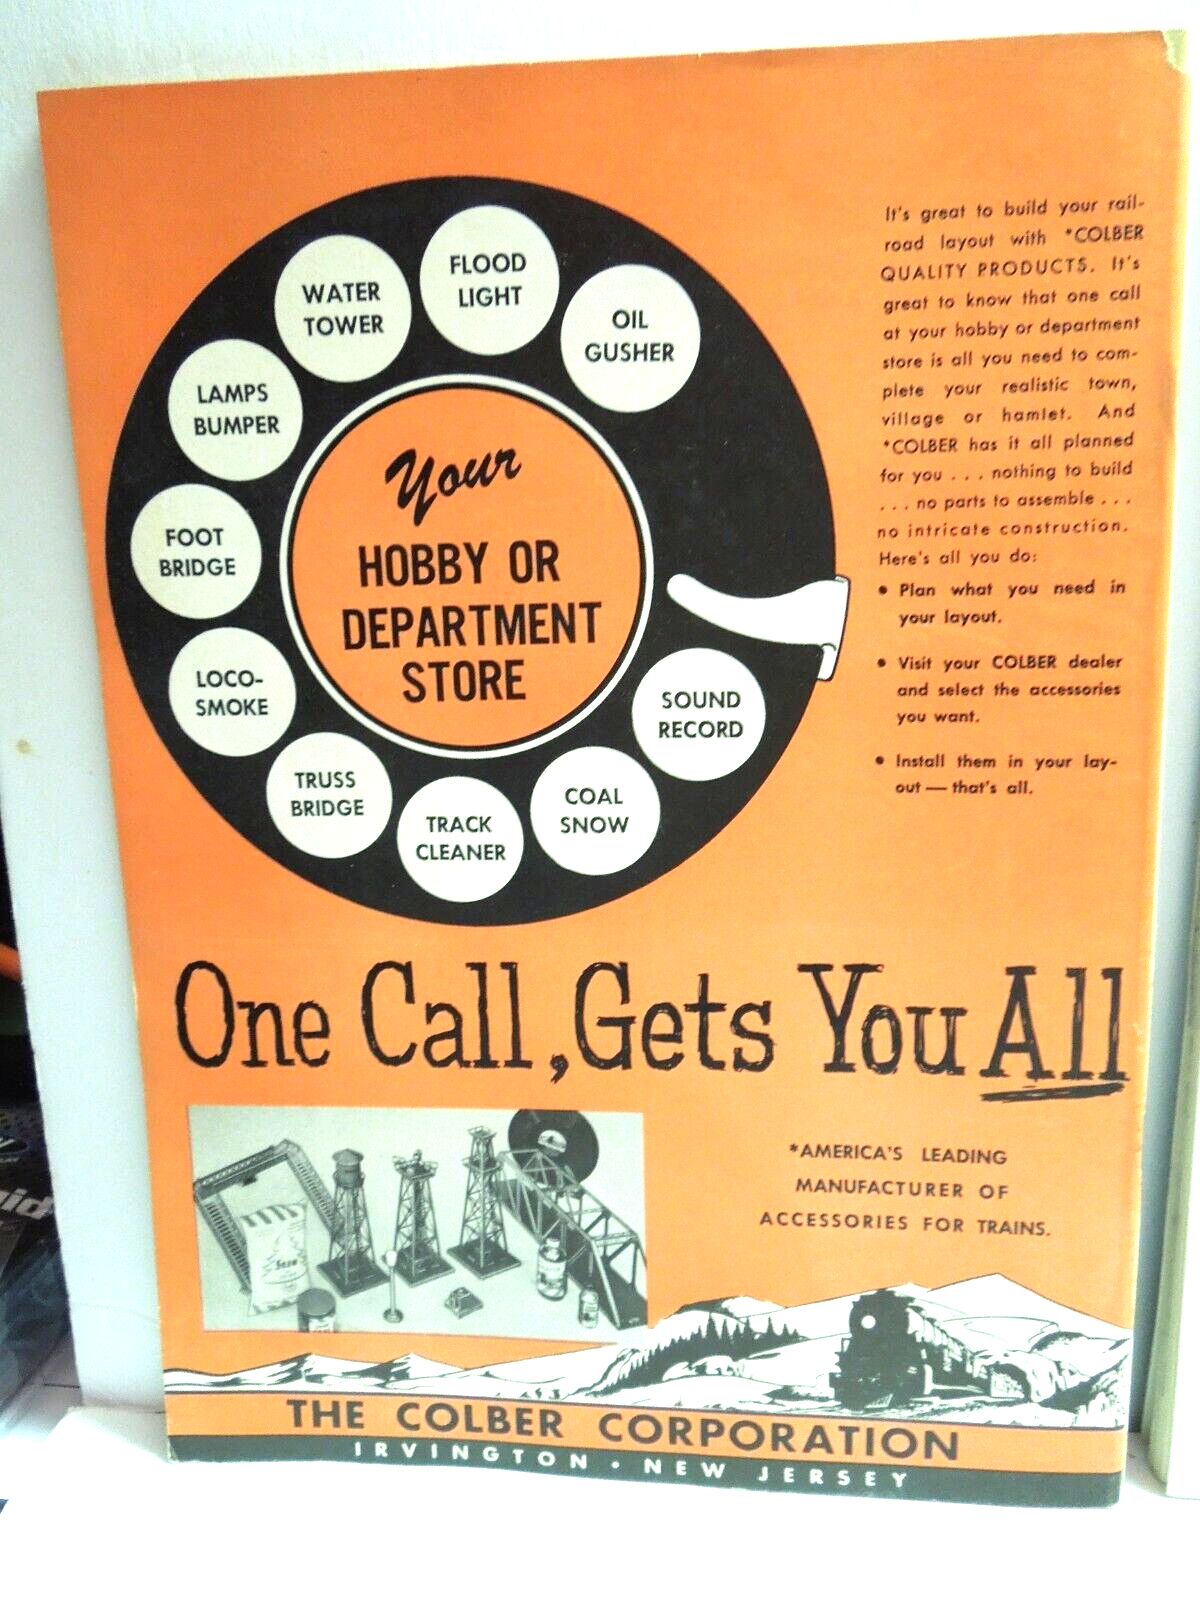 FLOOD
LIGHT
OIL
GUSHER
WATER
TOWER
LAMPS
BUMPER
FOOT
BRIDGE
LOCO-
SMOKE
TRUSS
BRIDGE
TRACK
CLEANER
COAL
SNOW
SOUND
RECORD
Your
HOBBY OR
DEPARTMENT
STORE
It's great to build your rail-
road layout with *COLBER
QUALITY PRODUCTS. It's
great to know that one call
at your hobby or department
store is all you need to com-
plete your realistic town,
village or hamlet. And
*COLBER has it all planned
for you . . . nothing to build
. . . no parts to assemble . . .
no intricate construction.
Here's all you do:
• Plan what you need in
your layout.
• Visit your COLBER dealer
and select the accessories
you want.
• Install them in your lay-
out — that's all.
One Call, Gets You All
Snow
*AMERICA'S LEADING
MANUFACTURER OF
ACCESSORIES FOR TRAINS.
THE COLBER CORPORATION
IRVINGTON • NEW JERSEY